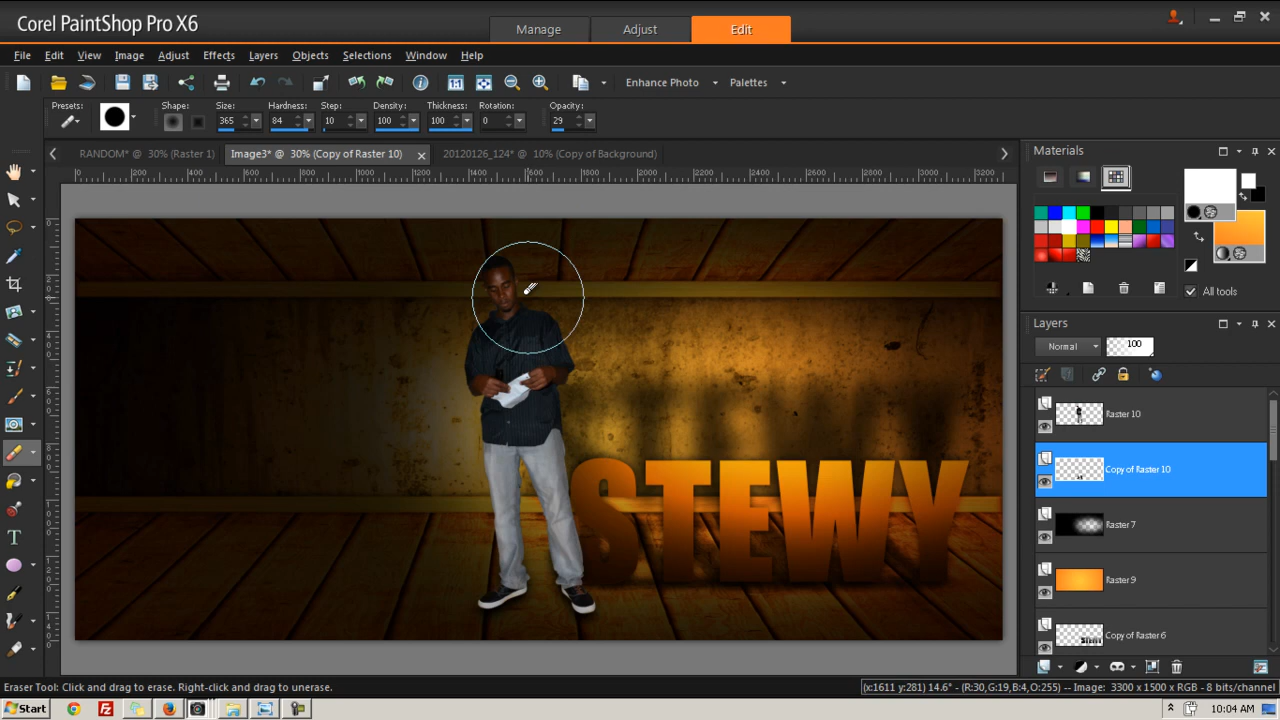 Corel PaintShop Pro X6
Manage Adjust Edit
File Edit View Image Adjust Effects Layers Objects Selections Window Help
Enhance Photo Palettes
Presets: Shape: Size: Hardness: Step: Density: Thickness: Rotation: Opacity:
365 84 10 100 100 0 29
RANDOM* @ 30% (Raster 1) Image3* @ 30% (Copy of Raster 10) 20120126_124* @ 10% (Copy of Background)
Materials
All tools
Layers
Normal 100
Raster 10
Copy of Raster 10
Raster 7
Raster 9
Copy of Raster 6
STEWY
Eraser Tool: Click and drag to erase. Right-click and drag to unerase.
(x:1611 y:281) 14.6° - (R:30,G:19,B:4,O:255) -- Image: 3300 x 1500 x RGB - 8 bits/channel
Start 10:04 AM